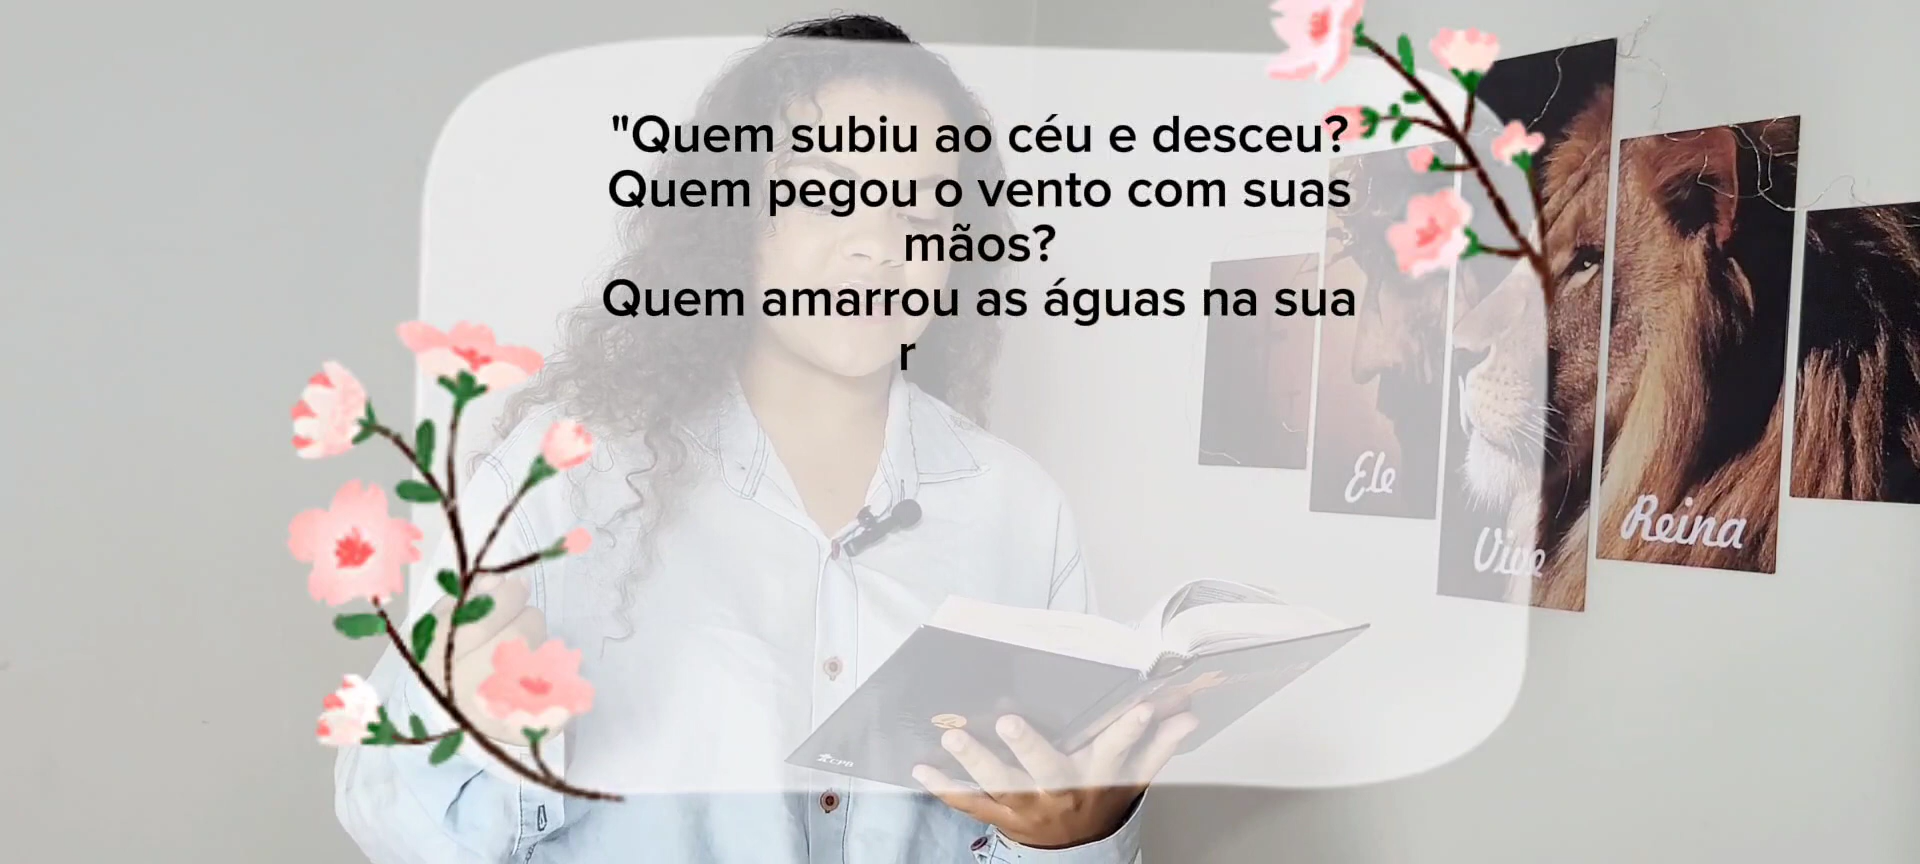 "Quem subiu ao céu e desceu?
Quem pegou o vento com suas
mãos?
Quem amarrou as águas na sua
r
Ele
Vive
Reina
CPB